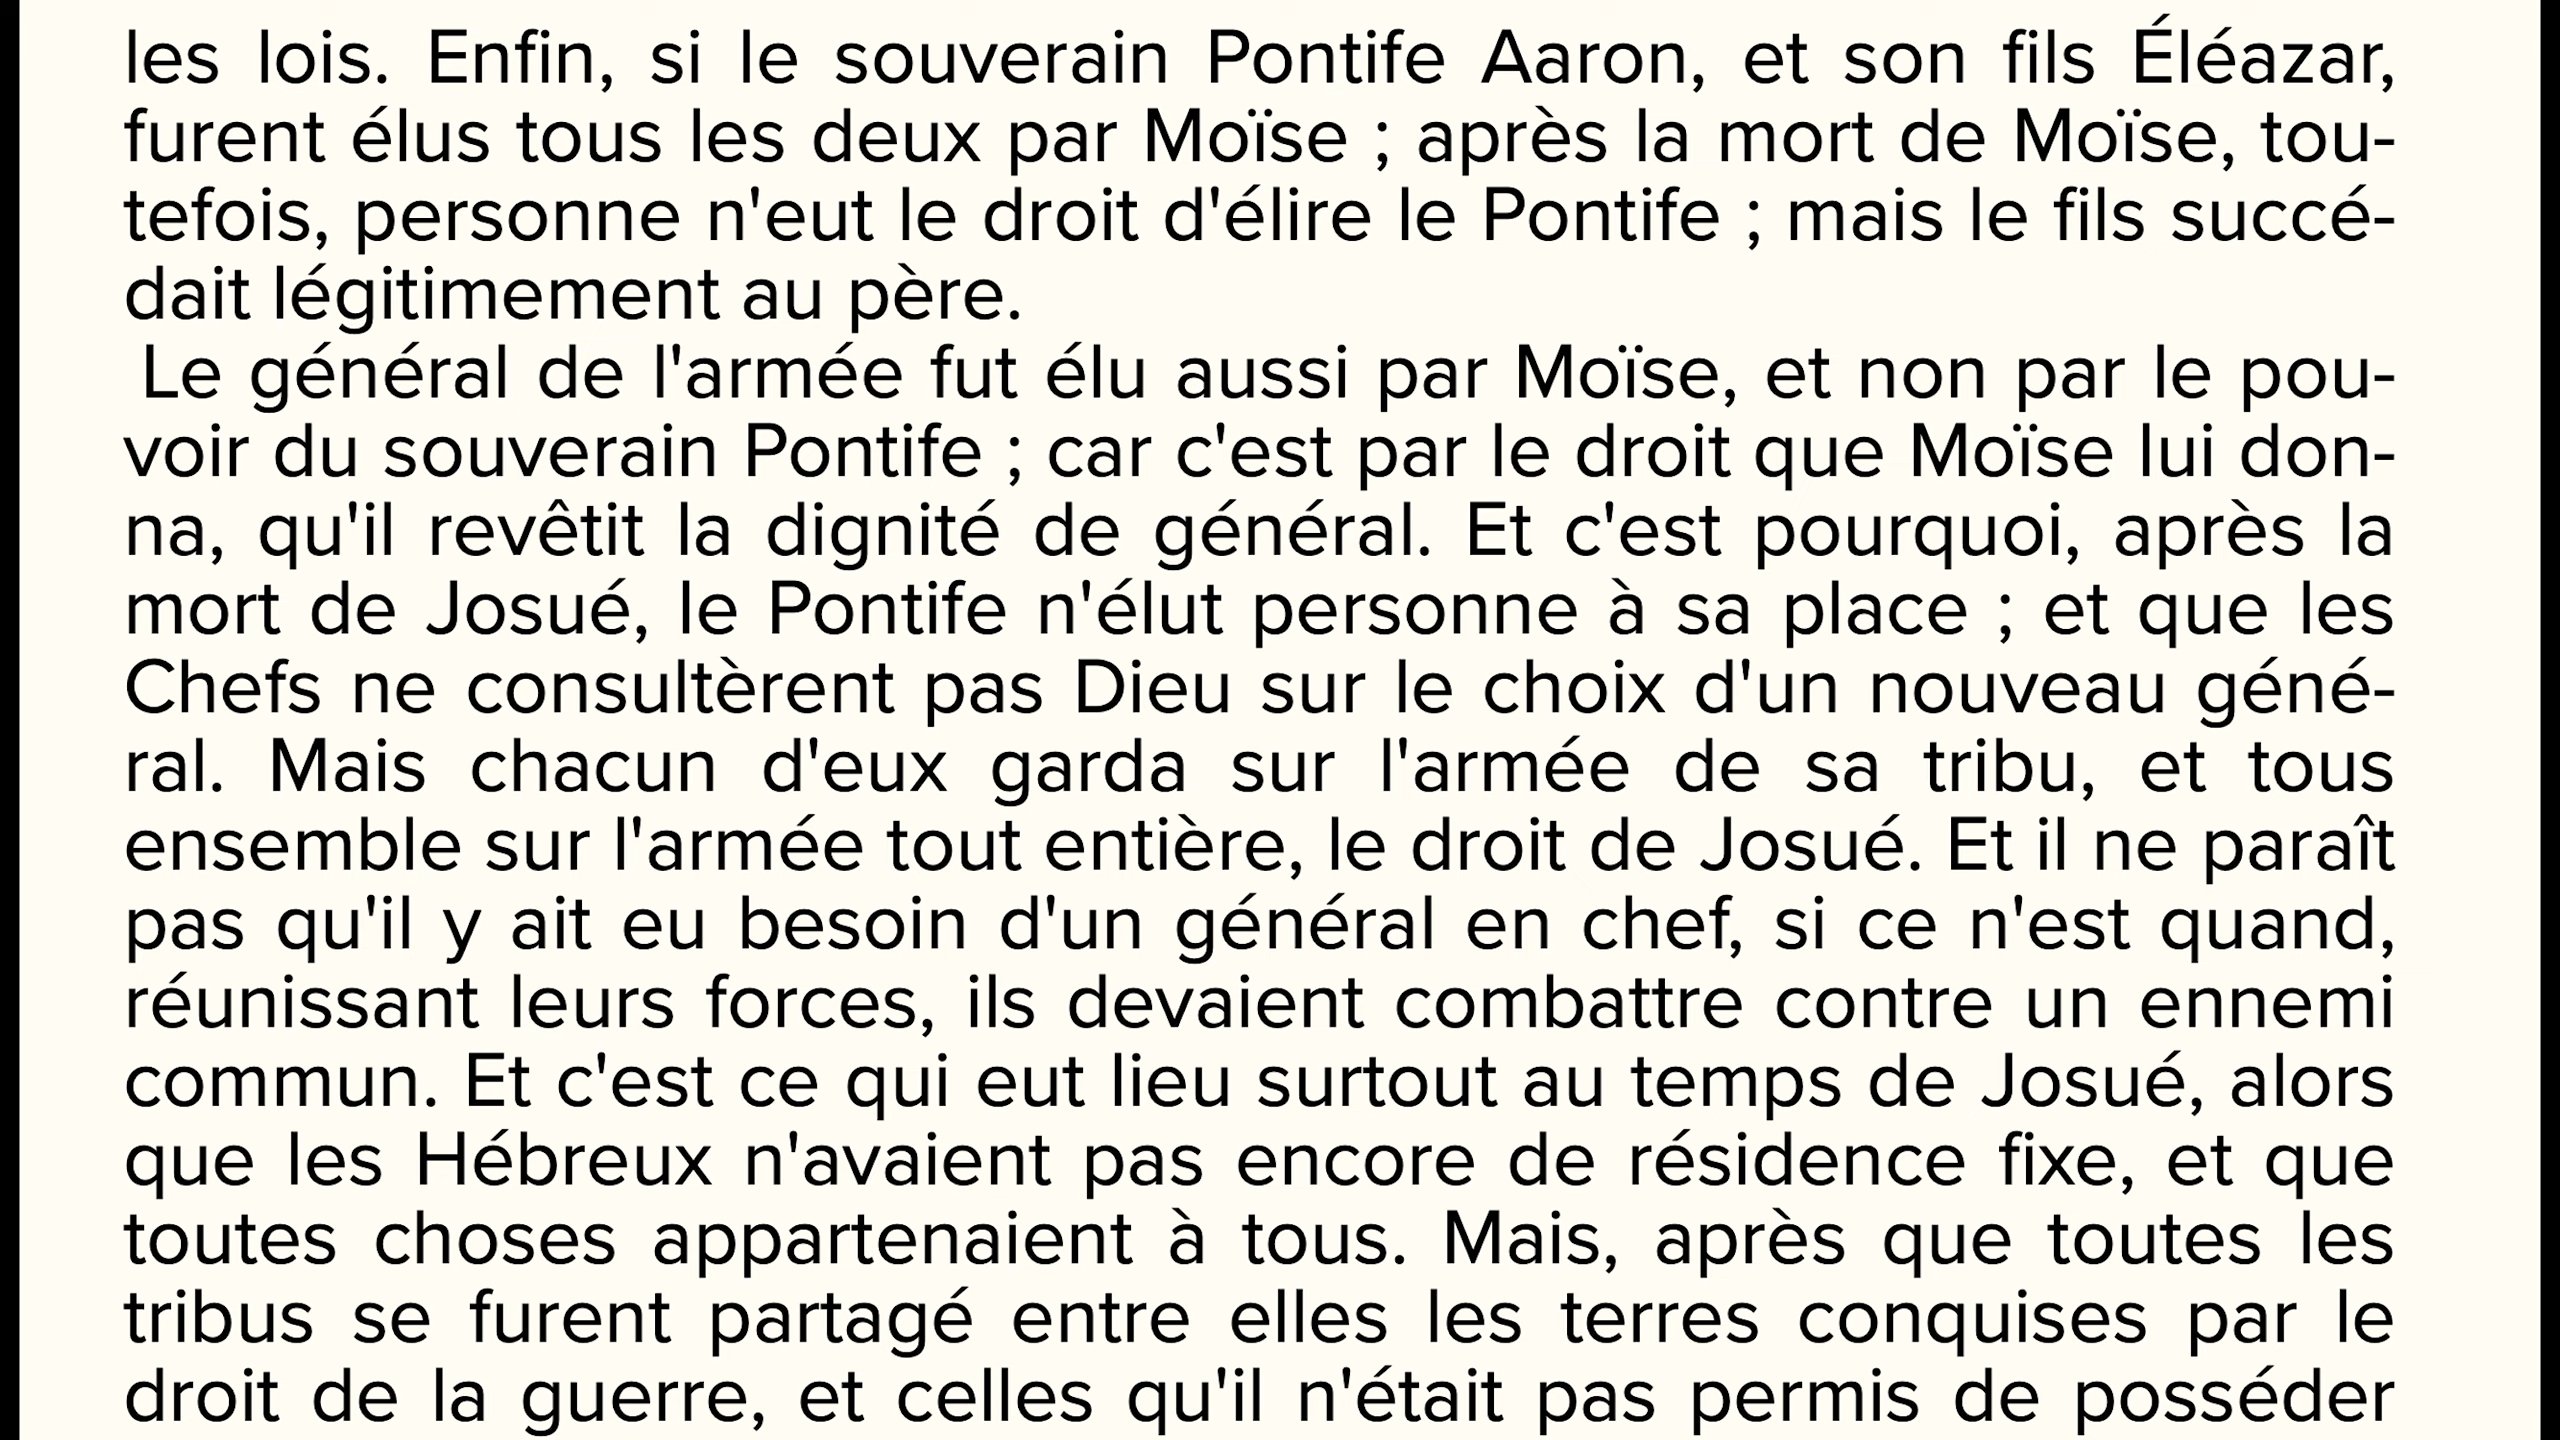 les lois. Enfin, si le souverain Pontife Aaron, et son fils Éléazar,
furent élus tous les deux par Moïse ; après la mort de Moïse, tou-
tefois, personne n'eut le droit d'élire le Pontife ; mais le fils succé-
dait légitimement au père.
Le général de l'armée fut élu aussi par Moïse, et non par le pou-
voir du souverain Pontife ; car c'est par le droit que Moïse lui don-
na, qu'il revêtit la dignité de général. Et c'est pourquoi, après la
mort de Josué, le Pontife n'élut personne à sa place ; et que les
Chefs ne consultèrent pas Dieu sur le choix d'un nouveau géné-
ral. Mais chacun d'eux garda sur l'armée de sa tribu, et tous
ensemble sur l'armée tout entière, le droit de Josué. Et il ne paraît
pas qu'il y ait eu besoin d'un général en chef, si ce n'est quand,
réunissant leurs forces, ils devaient combattre contre un ennemi
commun. Et c'est ce qui eut lieu surtout au temps de Josué, alors
que les Hébreux n'avaient pas encore de résidence fixe, et que
toutes choses appartenaient à tous. Mais, après que toutes les
tribus se furent partagé entre elles les terres conquises par le
droit de la guerre, et celles qu'il n'était pas permis de posséder